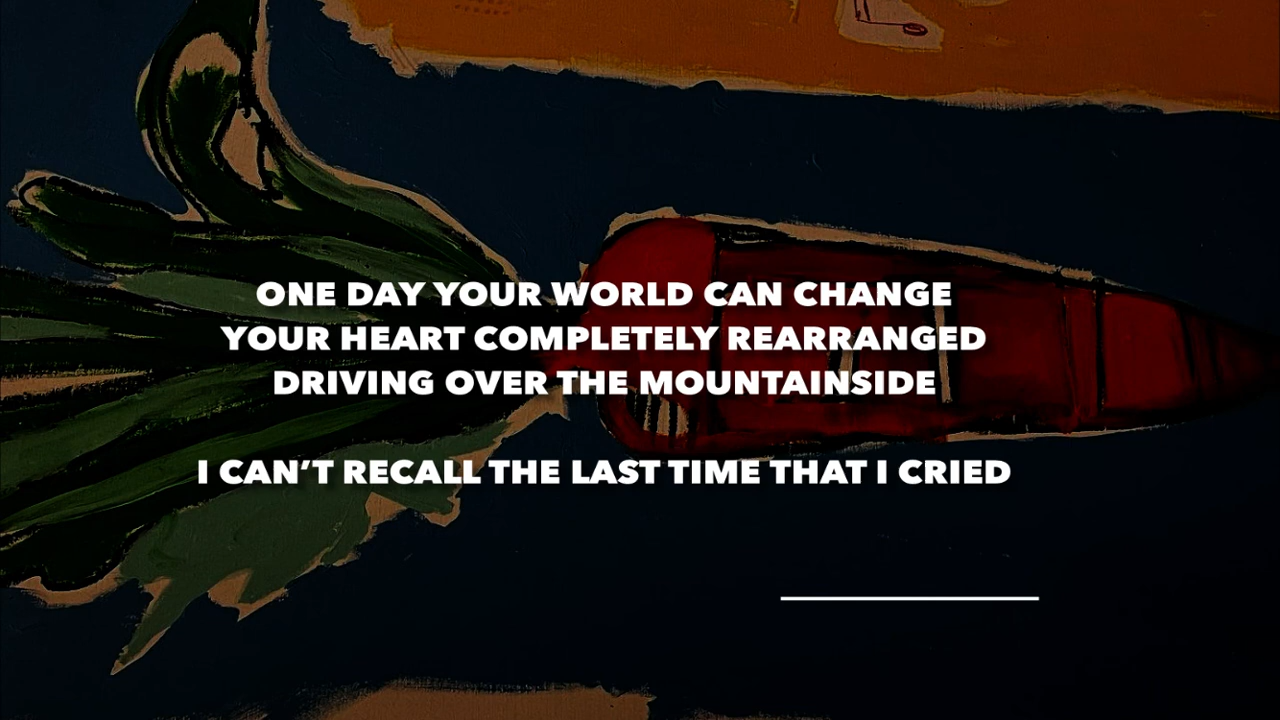 ONE DAY YOUR WORLD CAN CHANGE
YOUR HEART COMPLETELY REARRANGED
DRIVING OVER THE MOUNTAINSIDE
I CAN’T RECALL THE LAST TIME THAT I CRIED